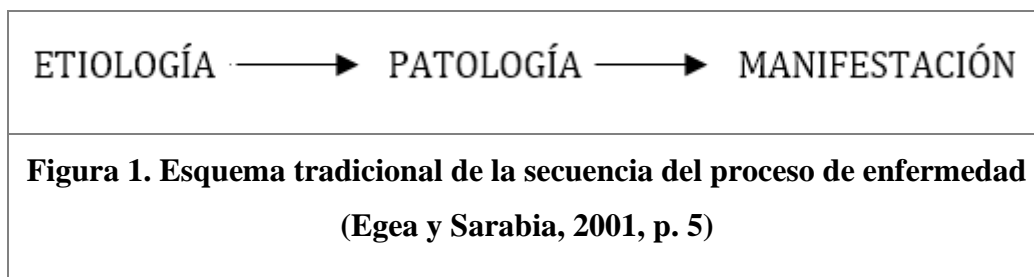 ETIOLOGÍA PATOLOGÍA MANIFESTACIÓN
Figura 1. Esquema tradicional de la secuencia del proceso de enfermedad
(Egea y Sarabia, 2001, p. 5)